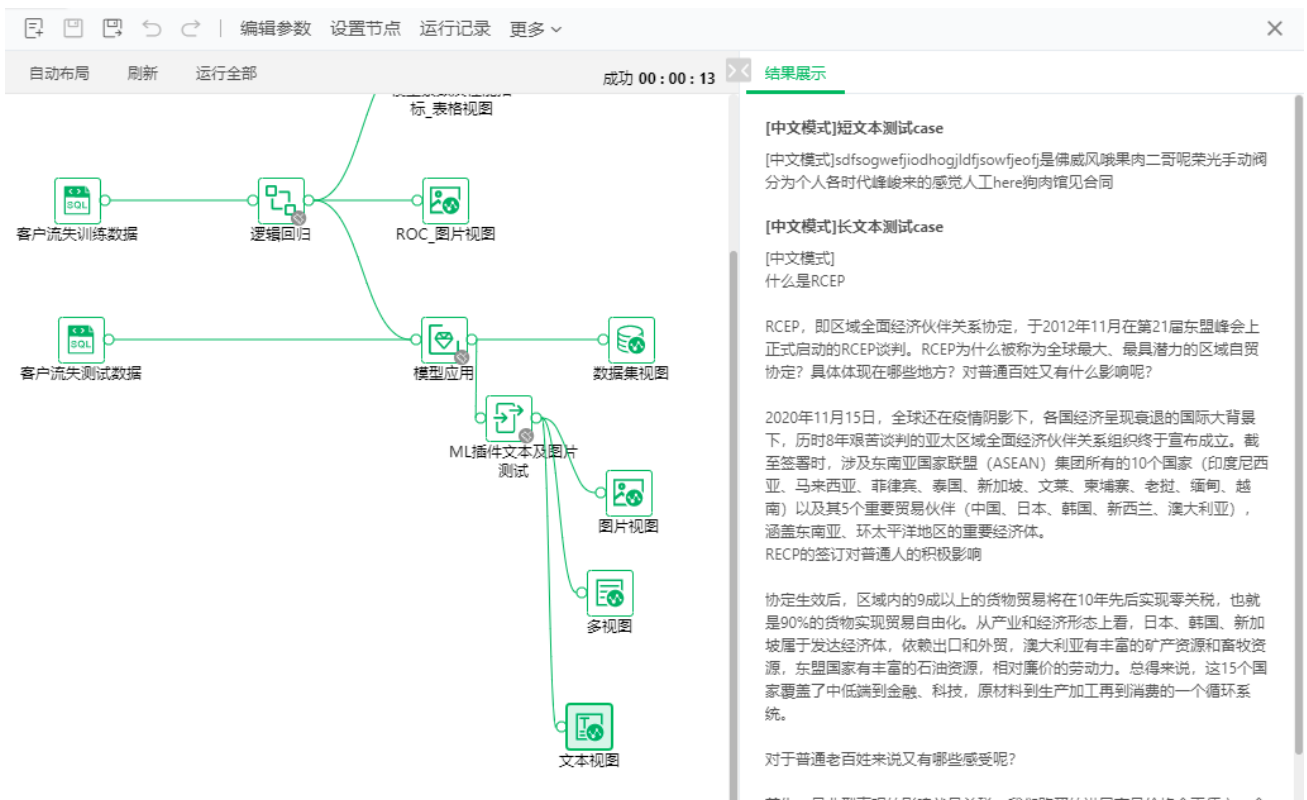 编辑参数 设置节点 运行记录 更多
自动布局 刷新 运行全部
成功 00 : 00 : 13
标_表格视图
SQL
客户流失训练数据
逻辑回归
ROC_图片视图
SQL
客户流失测试数据
模型应用
数据集视图
ML插件文本及图片
测试
图片视图
多视图
文本视图
结果展示
[中文模式]短文本测试case
[中文模式]sdfsogwefjiodhogjldfjsowfjeofj是佛威风哦果肉二哥呢荣光手动阀
分为个人各时代峰峻来的感觉人工here狗肉馆见合同
[中文模式]长文本测试case
[中文模式]
什么是RCEP
RCEP，即区域全面经济伙伴关系协定，于2012年11月在第21届东盟峰会上
正式启动的RCEP谈判。RCEP为什么被称为全球最大、最具潜力的区域自贸
协定？具体体现在哪些地方？对普通百姓又有什么影响呢？
2020年11月15日，全球还在疫情阴影下，各国经济呈现衰退的国际大背景
下，历时8年艰苦谈判的亚太区域全面经济伙伴关系组织终于宣布成立。截
至签署时，涉及东南亚国家联盟（ASEAN）集团所有的10个国家（印度尼西
亚、马来西亚、菲律宾、泰国、新加坡、文莱、柬埔寨、老挝、缅甸、越
南）以及其5个重要贸易伙伴（中国、日本、韩国、新西兰、澳大利亚），
涵盖东南亚、环太平洋地区的重要经济体。
RECP的签订对普通人的积极影响
协定生效后，区域内的9成以上的货物贸易将在10年先后实现零关税，也就
是90%的货物实现贸易自由化。从产业和经济形态上看，日本、韩国、新加
坡属于发达经济体，依赖出口和外贸，澳大利亚有丰富的矿产资源和畜牧资
源，东盟国家有丰富的石油资源，相对廉价的劳动力。总得来说，这15个国
家覆盖了中低端到金融、科技，原材料到生产加工再到消费的一个循环系
统。
对于普通老百姓来说又有哪些感受呢？